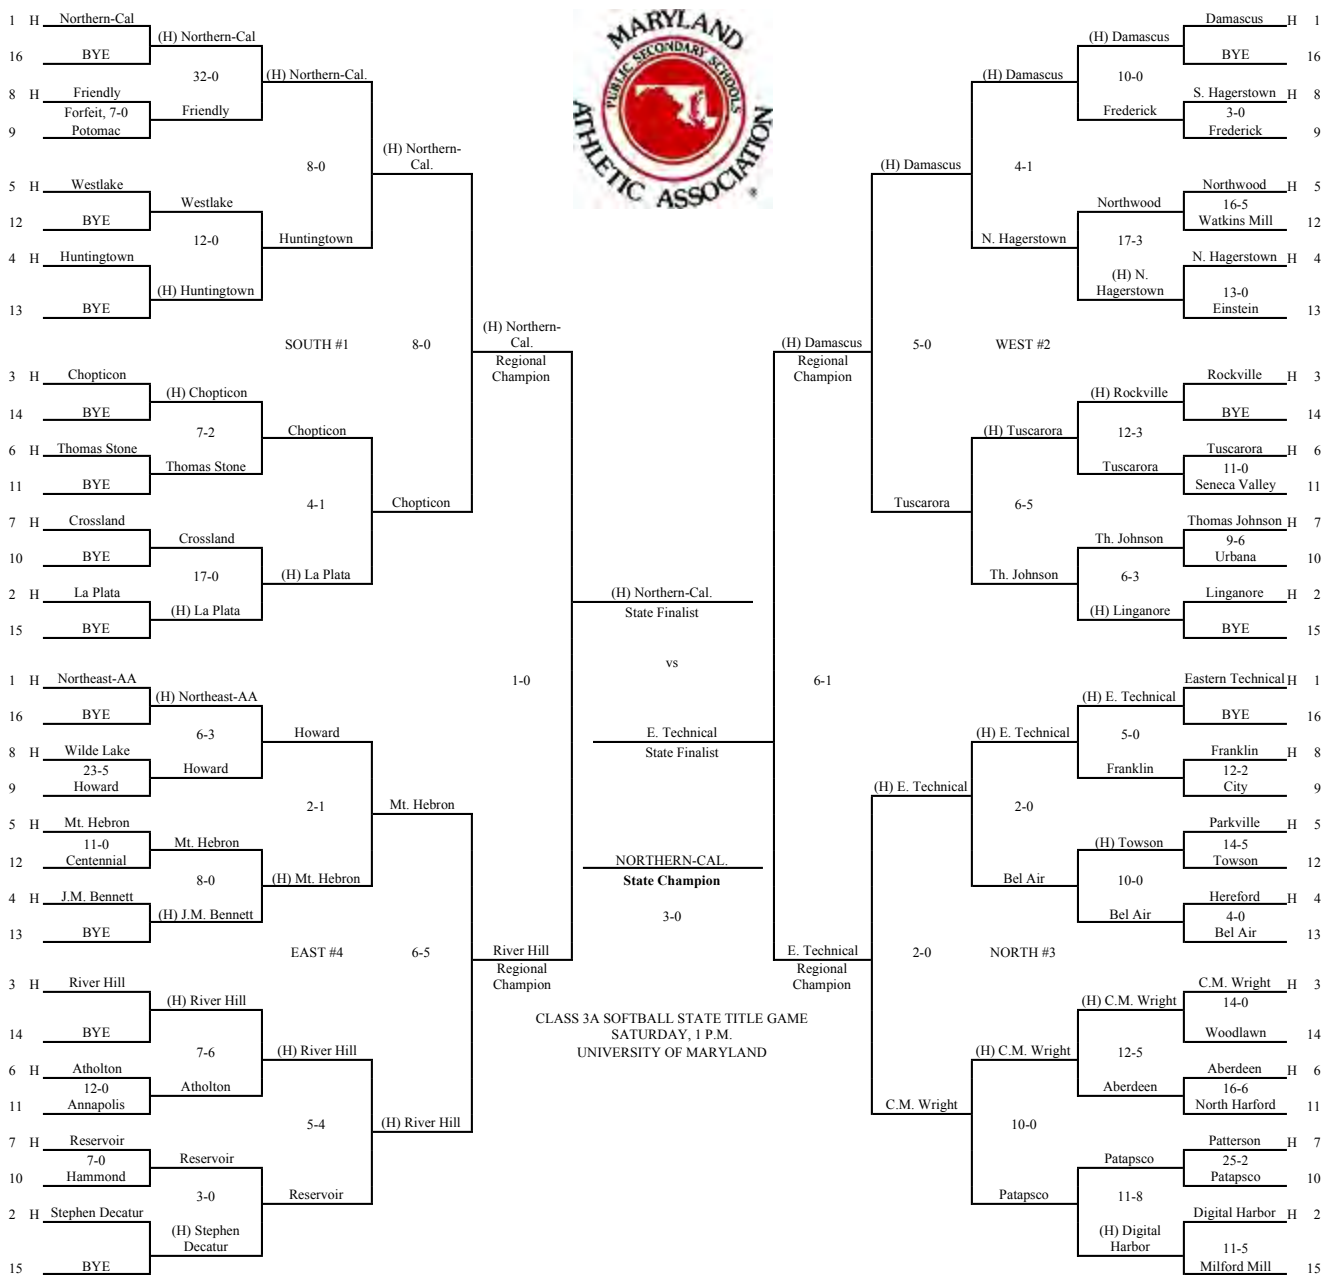 MARYLAND
PUBLIC SECONDARY SCHOOLS
ATHLETIC ASSOCIATION
®
1 H Northern-Cal
16 BYE
(H) Northern-Cal
32-0
8 H Friendly
Forfeit, 7-0
9 Potomac
Friendly
(H) Northern-Cal.
8-0
5 H Westlake
12 BYE
Westlake
12-0
4 H Huntingtown
13 BYE
(H) Huntingtown
Huntingtown
(H) Northern-
Cal.
SOUTH #1
8-0
3 H Chopticon
14 BYE
(H) Chopticon
7-2
6 H Thomas Stone
11 BYE
Thomas Stone
Chopticon
4-1
7 H Crossland
10 BYE
Crossland
17-0
2 H La Plata
15 BYE
(H) La Plata
(H) La Plata
Chopticon
(H) Northern-
Cal.
Regional
Champion
1-0
1 H Northeast-AA
16 BYE
(H) Northeast-AA
6-3
8 H Wilde Lake
23-5
9 Howard
Howard
Howard
2-1
5 H Mt. Hebron
11-0
12 Centennial
Mt. Hebron
8-0
4 H J.M. Bennett
13 BYE
(H) J.M. Bennett
(H) Mt. Hebron
Mt. Hebron
EAST #4
6-5
3 H River Hill
14 BYE
(H) River Hill
7-6
6 H Atholton
12-0
11 Annapolis
Atholton
(H) River Hill
5-4
7 H Reservoir
7-0
10 Hammond
Reservoir
3-0
2 H Stephen Decatur
15 BYE
(H) Stephen
Decatur
Reservoir
(H) River Hill
River Hill
Regional
Champion
(H) Northern-Cal.
State Finalist
vs
E. Technical
State Finalist
NORTHERN-CAL.
State Champion
3-0
CLASS 3A SOFTBALL STATE TITLE GAME
SATURDAY, 1 P.M.
UNIVERSITY OF MARYLAND
Damascus H 1
BYE 16
(H) Damascus
10-0
S. Hagerstown H 8
3-0
Frederick 9
Frederick
(H) Damascus
4-1
Northwood H 5
16-5
Watkins Mill 12
Northwood
17-3
N. Hagerstown H 4
13-0
Einstein 13
(H) N.
Hagerstown
N. Hagerstown
(H) Damascus
5-0
WEST #2
Rockville H 3
BYE 14
(H) Rockville
12-3
Tuscarora H 6
11-0
Seneca Valley 11
Tuscarora
(H) Tuscarora
6-5
Thomas Johnson H 7
9-6
Urbana 10
Th. Johnson
6-3
Linganore H 2
BYE 15
(H) Linganore
Th. Johnson
Tuscarora
(H) Damascus
Regional
Champion
6-1
Eastern Technical H 1
BYE 16
(H) E. Technical
5-0
Franklin H 8
12-2
City 9
Franklin
(H) E. Technical
2-0
Parkville H 5
14-5
Towson 12
(H) Towson
10-0
Hereford H 4
4-0
Bel Air 13
Bel Air
Bel Air
(H) E. Technical
2-0
NORTH #3
C.M. Wright H 3
14-0
Woodlawn 14
(H) C.M. Wright
12-5
Aberdeen H 6
16-6
North Harford 11
Aberdeen
(H) C.M. Wright
10-0
Patterson H 7
25-2
Patapsco 10
Patapsco
11-8
Digital Harbor H 2
11-5
Milford Mill 15
(H) Digital
Harbor
Patapsco
C.M. Wright
E. Technical
Regional
Champion